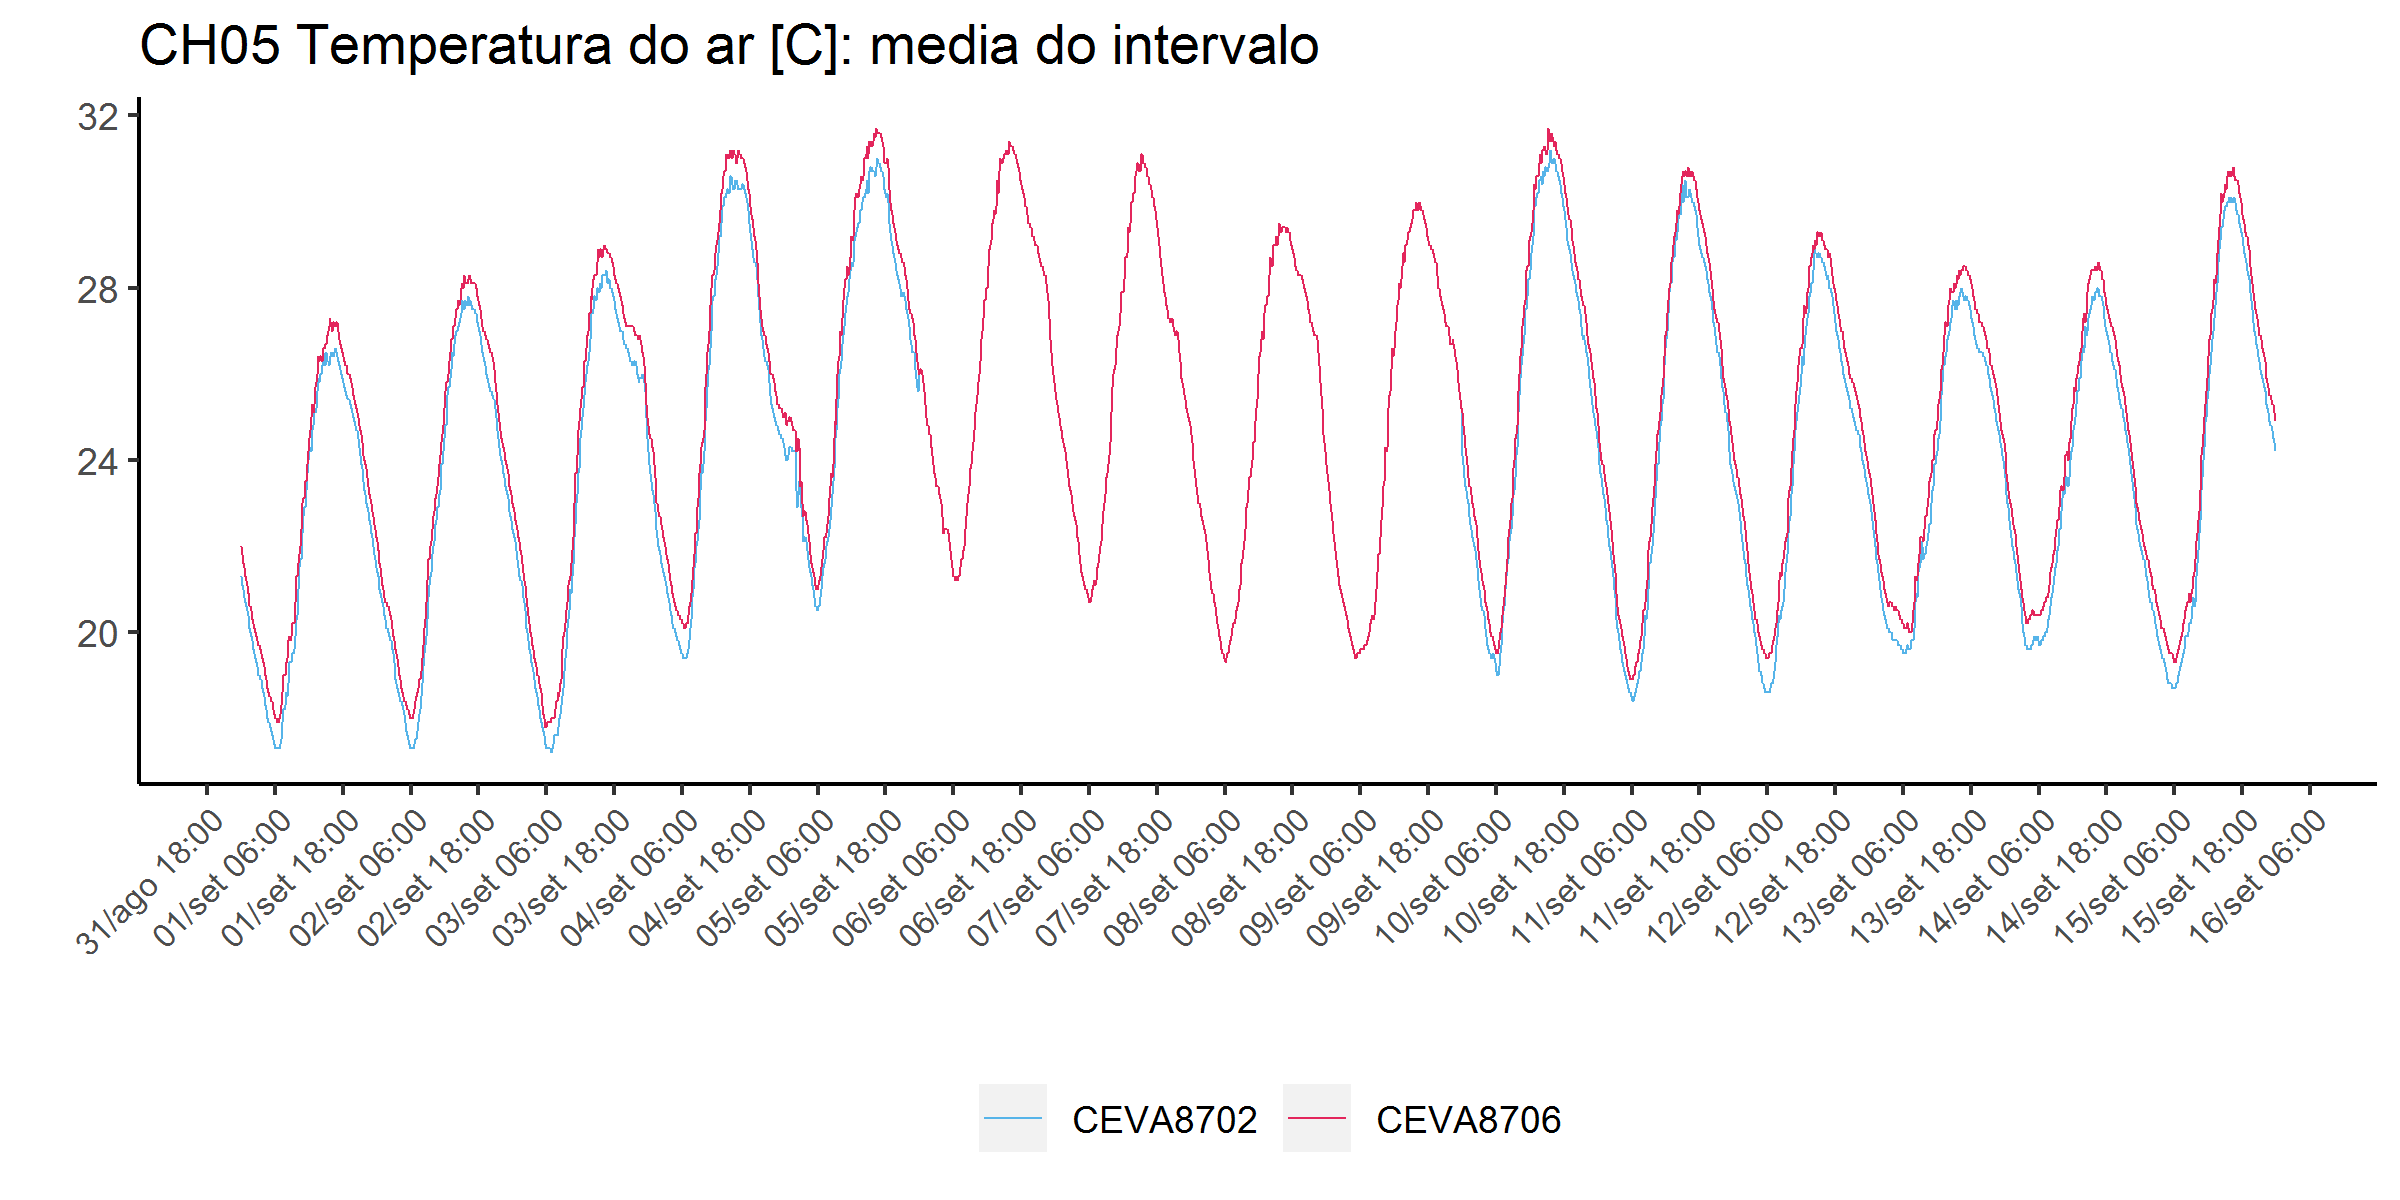 CH05 Temperatura do ar [C]: media do intervalo
32
28
24
20
31/ago 18:00
01/set 06:00
01/set 18:00
02/set 06:00
02/set 18:00
03/set 06:00
03/set 18:00
04/set 06:00
04/set 18:00
05/set 06:00
05/set 18:00
06/set 06:00
06/set 18:00
07/set 06:00
07/set 18:00
08/set 06:00
08/set 18:00
09/set 06:00
09/set 18:00
10/set 06:00
10/set 18:00
11/set 06:00
11/set 18:00
12/set 06:00
12/set 18:00
13/set 06:00
13/set 18:00
14/set 06:00
14/set 18:00
15/set 06:00
15/set 18:00
16/set 06:00
CEVA8702 CEVA8706